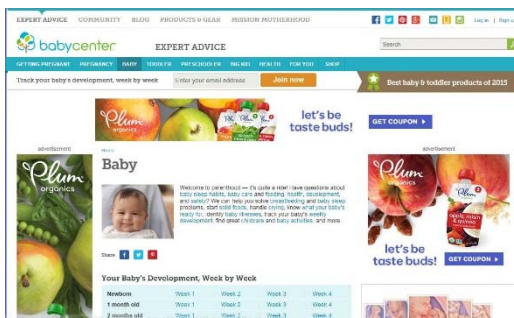 EXPERT ADVICE COMMUNITY BLOG PRODUCTS & GEAR MISSION MOTHERHOOD
Log in | Sign u
babycenter EXPERT ADVICE
Search
GETTING PREGNANT PREGNANCY BABY TODDLER PRESCHOOLER BIG KID HEALTH FOR YOU SHOP
Track your baby's development, week by week Enter your email address Join now
Best baby & toddler products of 2015
Plum
organics
let's be
taste buds!
GET COUPON
advertisement
Plum
organics
Home
Baby
Welcome to parenthood — it's quite a ride! Have questions about
baby sleep habits, baby care and feeding, health, development,
and safety? We can help you solve breastfeeding and baby sleep
problems, start solid foods, handle crying, know what your baby's
ready for, identify baby illnesses, track your baby's weekly
development, find great childcare and baby activities, and more.
Share
Your Baby's Development, Week by Week
Newborn Week 1 Week 2 Week 3 Week 4
1 month old Week 1 Week 2 Week 3 Week 4
2 months old Week 1 Week 2 Week 3 Week 4
advertisement
Plum
organics
Plum
apple, raisin
& quinoa
let's be
taste buds!
GET COUPON